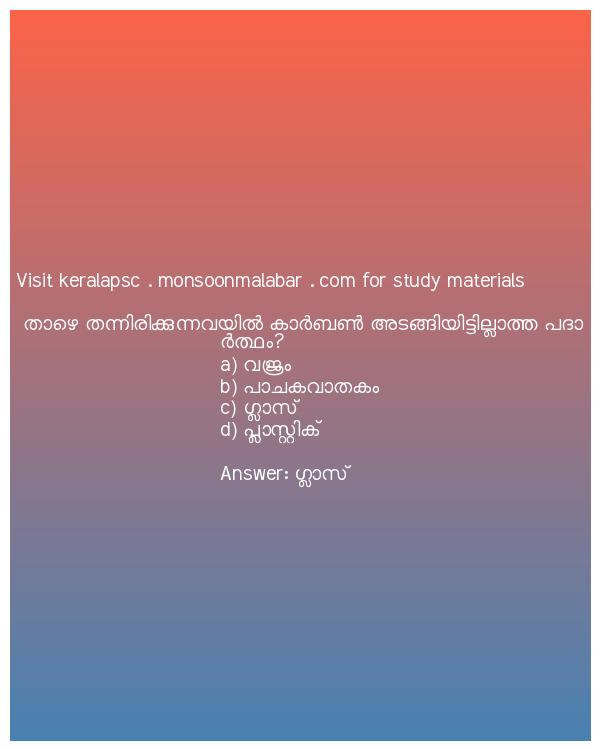 Visit keralapsc . monsoonmalabar . com for study materials
താഴെ തന്നിരിക്കുന്നവയിൽ കാർബൺ അടങ്ങിയിട്ടില്ലാത്ത പദാ
ർത്ഥം?
a) വജ്രം
b) പാചകവാതകം
c) ഗ്ലാസ്
d) പ്ലാസ്റ്റിക്
Answer: ഗ്ലാസ്